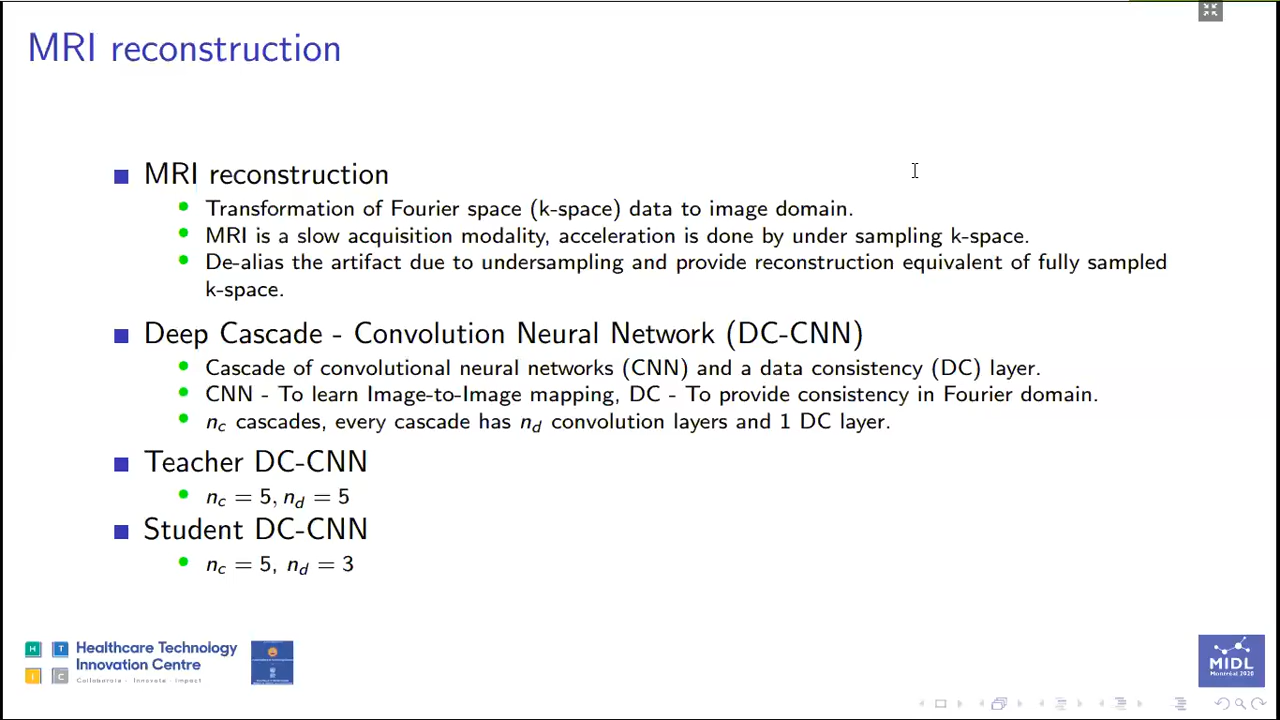 MRI reconstruction
MRI reconstruction
Transformation of Fourier space (k-space) data to image domain.
MRI is a slow acquisition modality, acceleration is done by under sampling k-space.
De-alias the artifact due to undersampling and provide reconstruction equivalent of fully sampled
k-space.
Deep Cascade - Convolution Neural Network (DC-CNN)
Cascade of convolutional neural networks (CNN) and a data consistency (DC) layer.
CNN - To learn Image-to-Image mapping, DC - To provide consistency in Fourier domain.
n_c cascades, every cascade has n_d convolution layers and 1 DC layer.
Teacher DC-CNN
n_c = 5, n_d = 5
Student DC-CNN
n_c = 5, n_d = 3
H T I C
Healthcare Technology
Innovation Centre
Collaborate · Innovate · Impact
MIDL
Montréal 2020